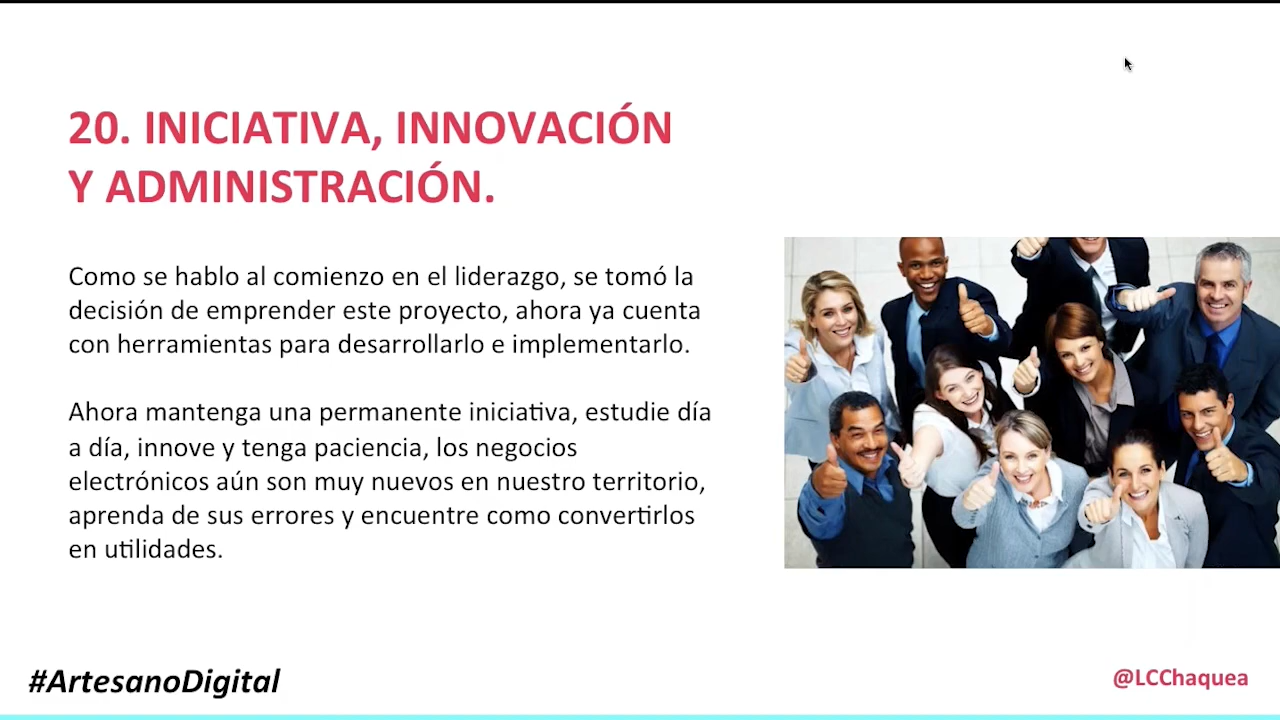 20. INICIATIVA, INNOVACIÓN
Y ADMINISTRACIÓN.
Como se hablo al comienzo en el liderazgo, se tomó la
decisión de emprender este proyecto, ahora ya cuenta
con herramientas para desarrollarlo e implementarlo.
Ahora mantenga una permanente iniciativa, estudie día
a día, innove y tenga paciencia, los negocios
electrónicos aún son muy nuevos en nuestro territorio,
aprenda de sus errores y encuentre como convertirlos
en utilidades.
#ArtesanoDigital
@LCChaquea